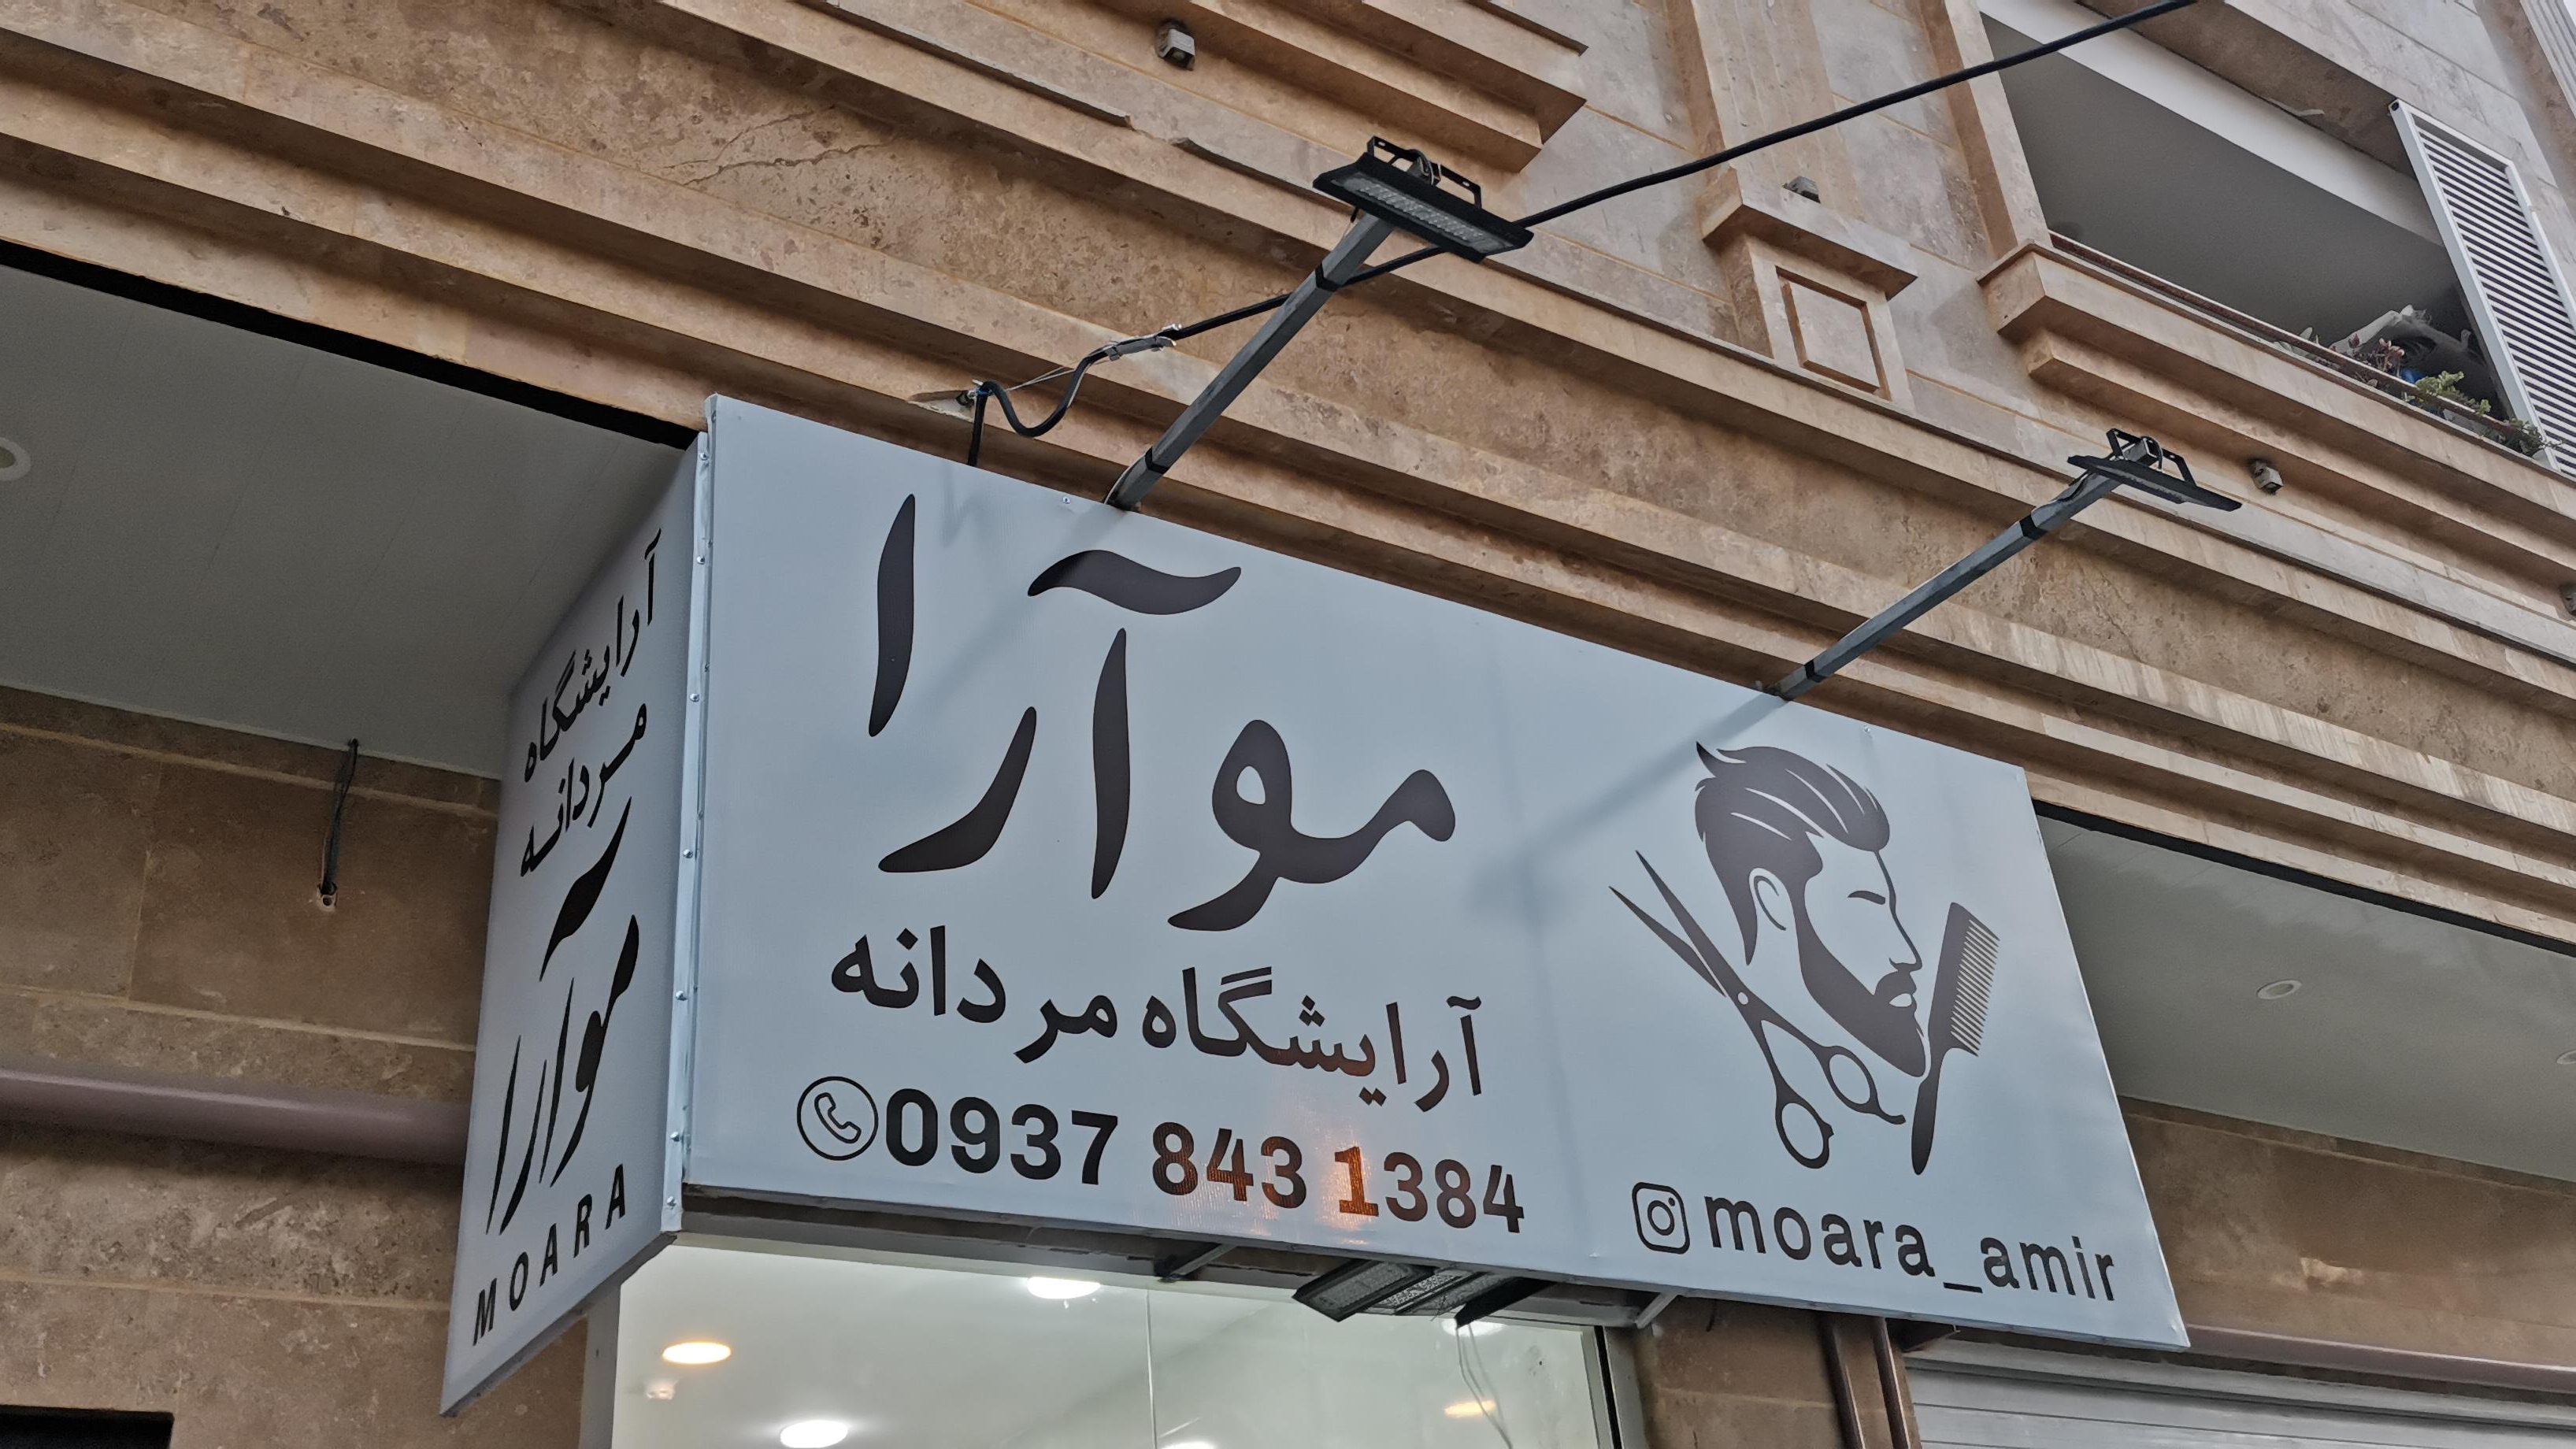 موآرا
آرایشگاه مردانه
0937 843 1384
moara_amir
آرایشگاه
مردانه
موآرا
MOARA